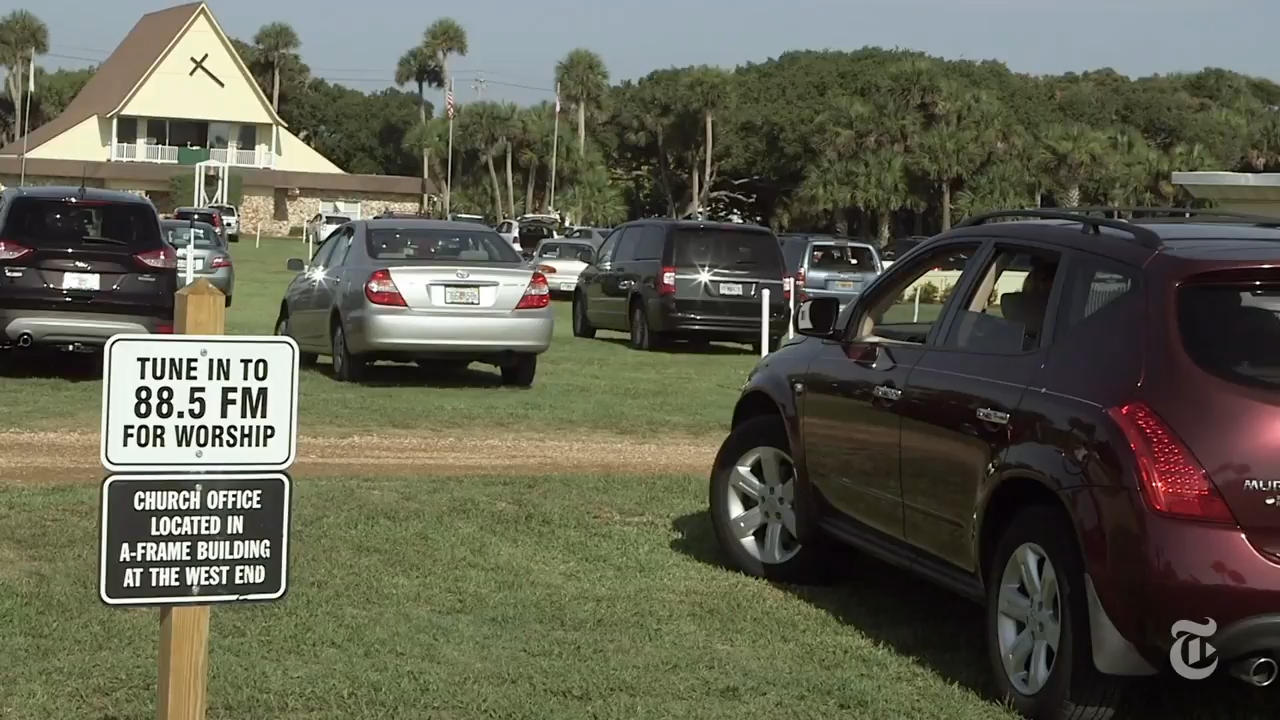 TUNE IN TO
88.5 FM
FOR WORSHIP
CHURCH OFFICE
LOCATED IN
A-FRAME BUILDING
AT THE WEST END